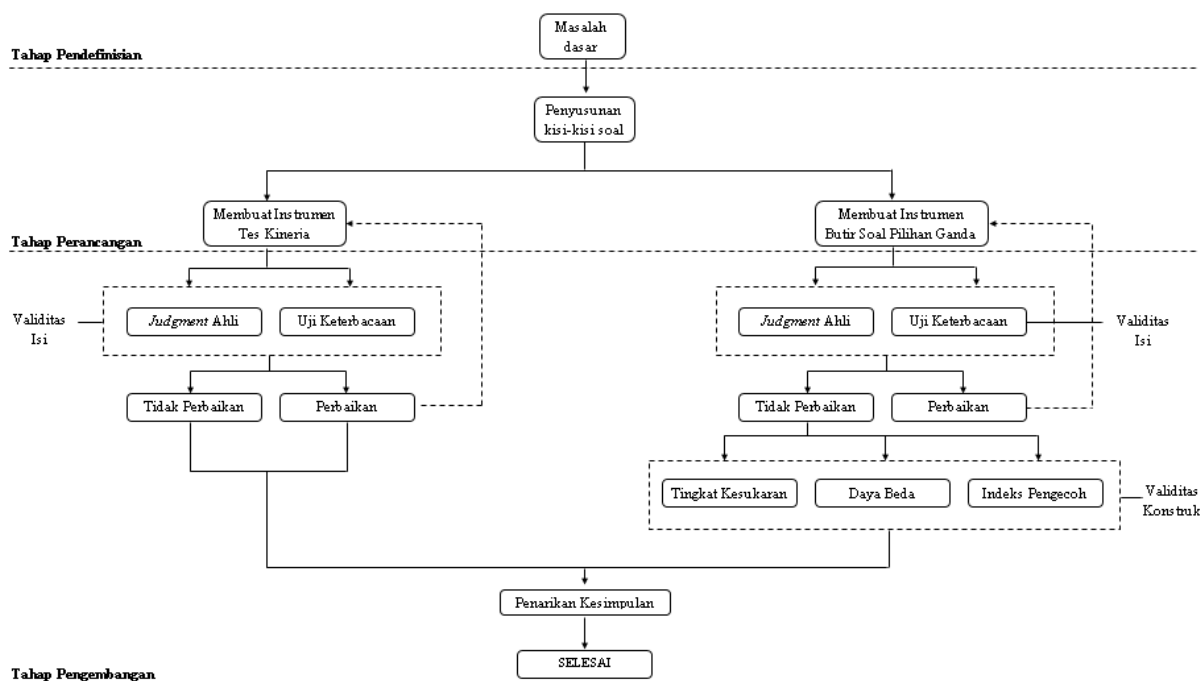 Masalah
dasar
Tahap Pendefinisian
Penyusunan
kisi-kisi soal
Membuat Instrumen
Tes Kinerja
Membuat Instrumen
Butir Soal Pilihan Ganda
Tahap Perancangan
Validitas
Isi
Judgment Ahli
Uji Keterbacaan
Judgment Ahli
Uji Keterbacaan
Validitas
Isi
Tidak Perbaikan
Perbaikan
Tidak Perbaikan
Perbaikan
Tingkat Kesukaran
Daya Beda
Indeks Pengecoh
Validitas
Konstruk
Penarikan Kesimpulan
SELESAI
Tahap Pengembangan